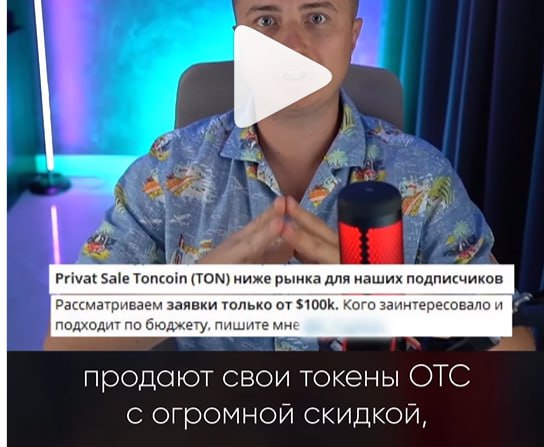 Privat Sale Toncoin (TON) ниже рынка для наших подписчиков
Рассматриваем заявки только от $100k. Кого заинтересовало и
подходит по бюджету, пишите мне
продают свои токены ОТС
с огромной скидкой,